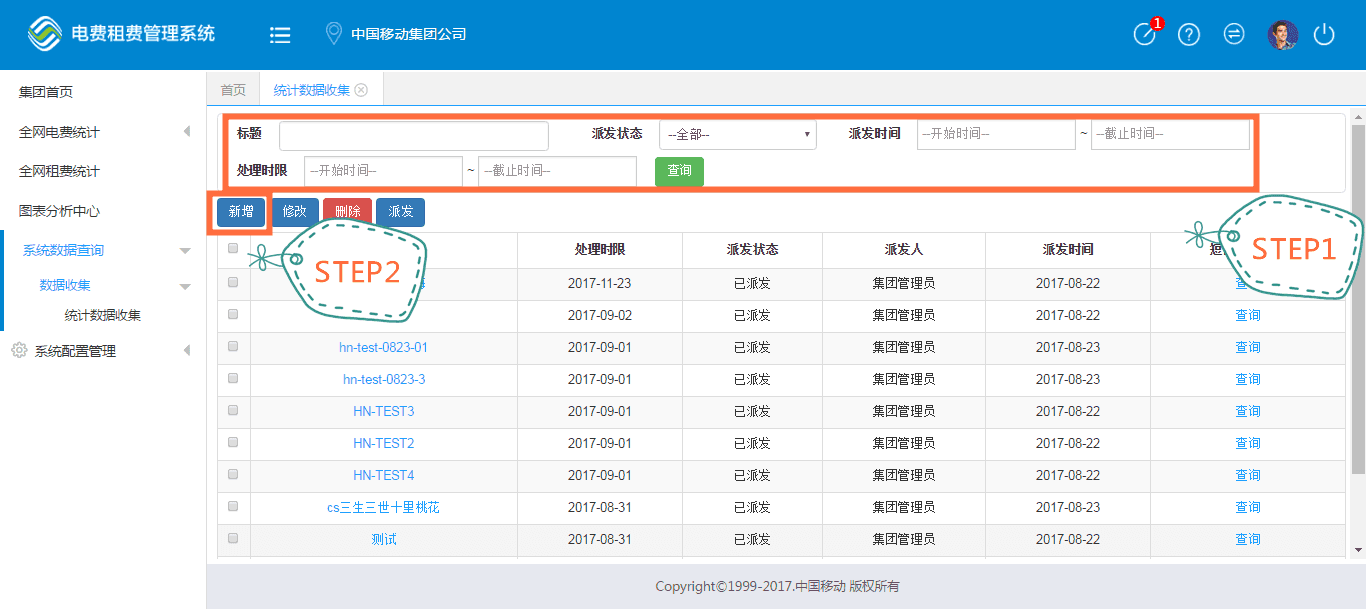 电费租费管理系统
中国移动集团公司
1
集团首页
全网电费统计
全网租费统计
图表分析中心
系统数据查询
数据收集
统计数据收集
系统配置管理
首页 统计数据收集
标题 派发状态 --全部-- 派发时间 --开始时间-- ~ --截止时间--
处理时限 --开始时间-- ~ --截止时间-- 查询
新增 修改 删除 派发
STEP2
STEP1
处理时限 派发状态 派发人 派发时间
2017-11-23 已派发 集团管理员 2017-08-22
2017-09-02 已派发 集团管理员 2017-08-22 查询
hn-test-0823-01 2017-09-01 已派发 集团管理员 2017-08-23 查询
hn-test-0823-3 2017-09-01 已派发 集团管理员 2017-08-23 查询
HN-TEST3 2017-09-01 已派发 集团管理员 2017-08-22 查询
HN-TEST2 2017-09-01 已派发 集团管理员 2017-08-22 查询
HN-TEST4 2017-09-01 已派发 集团管理员 2017-08-22 查询
cs三生三世十里桃花 2017-08-31 已派发 集团管理员 2017-08-23 查询
测试 2017-08-31 已派发 集团管理员 2017-08-22 查询
Copyright©1999-2017.中国移动 版权所有